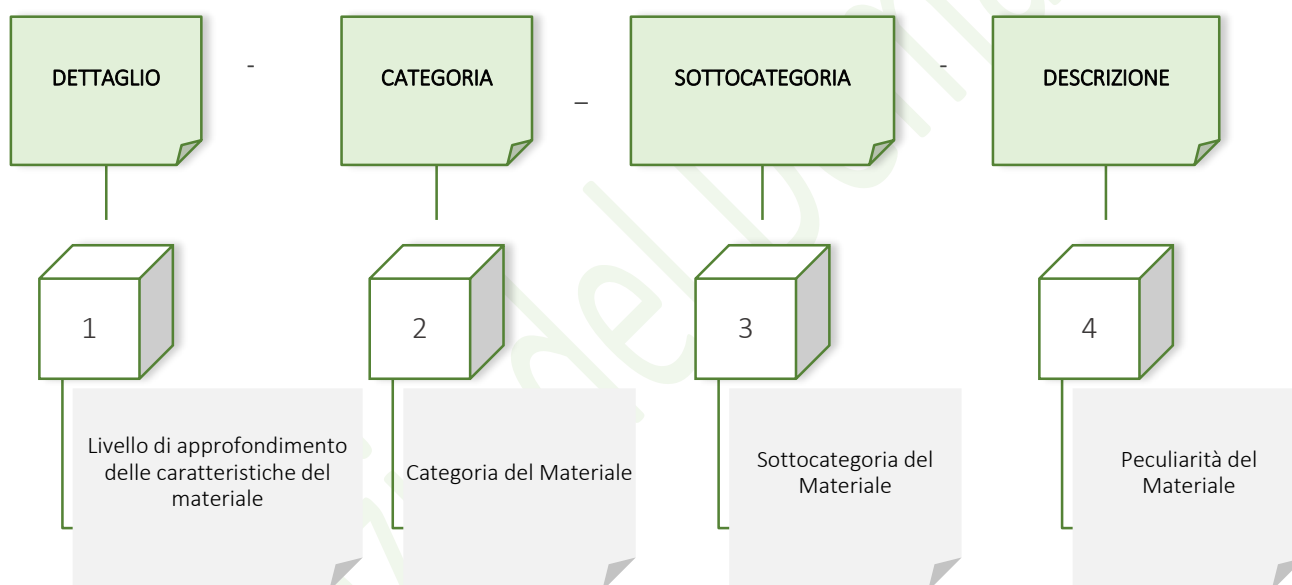 DETTAGLIO - CATEGORIA – SOTTOCATEGORIA - DESCRIZIONE
1 2 3 4
Livello di approfondimento
delle caratteristiche del
materiale
Categoria del Materiale
Sottocategoria del
Materiale
Peculiarità del
Materiale
del